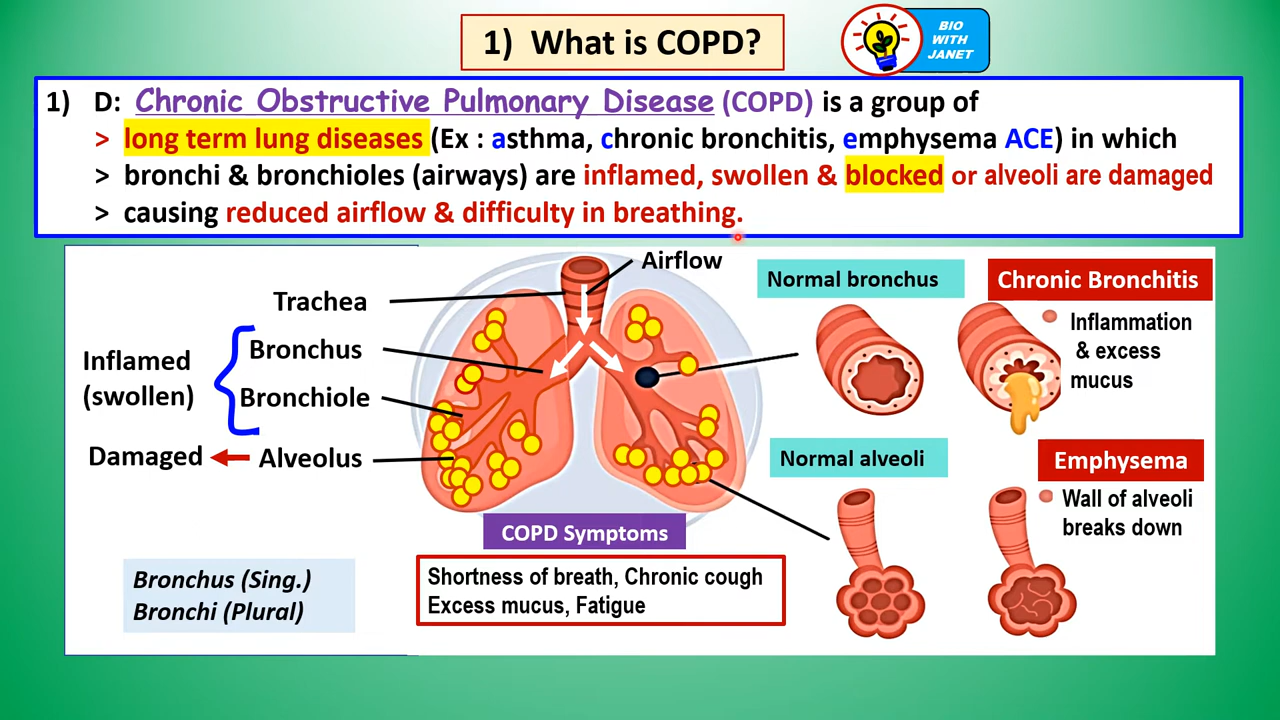 1) What is COPD?
BIO
WITH
JANET
1) D: Chronic Obstructive Pulmonary Disease (COPD) is a group of
> long term lung diseases (Ex : asthma, chronic bronchitis, emphysema ACE) in which
> bronchi & bronchioles (airways) are inflamed, swollen & blocked or alveoli are damaged
> causing reduced airflow & difficulty in breathing.
Airflow
Trachea
Bronchus
Inflamed
(swollen)
Bronchiole
Damaged
Alveolus
Normal bronchus
Chronic Bronchitis
Inflammation
& excess
mucus
Normal alveoli
Emphysema
Wall of alveoli
breaks down
COPD Symptoms
Shortness of breath, Chronic cough
Excess mucus, Fatigue
Bronchus (Sing.)
Bronchi (Plural)